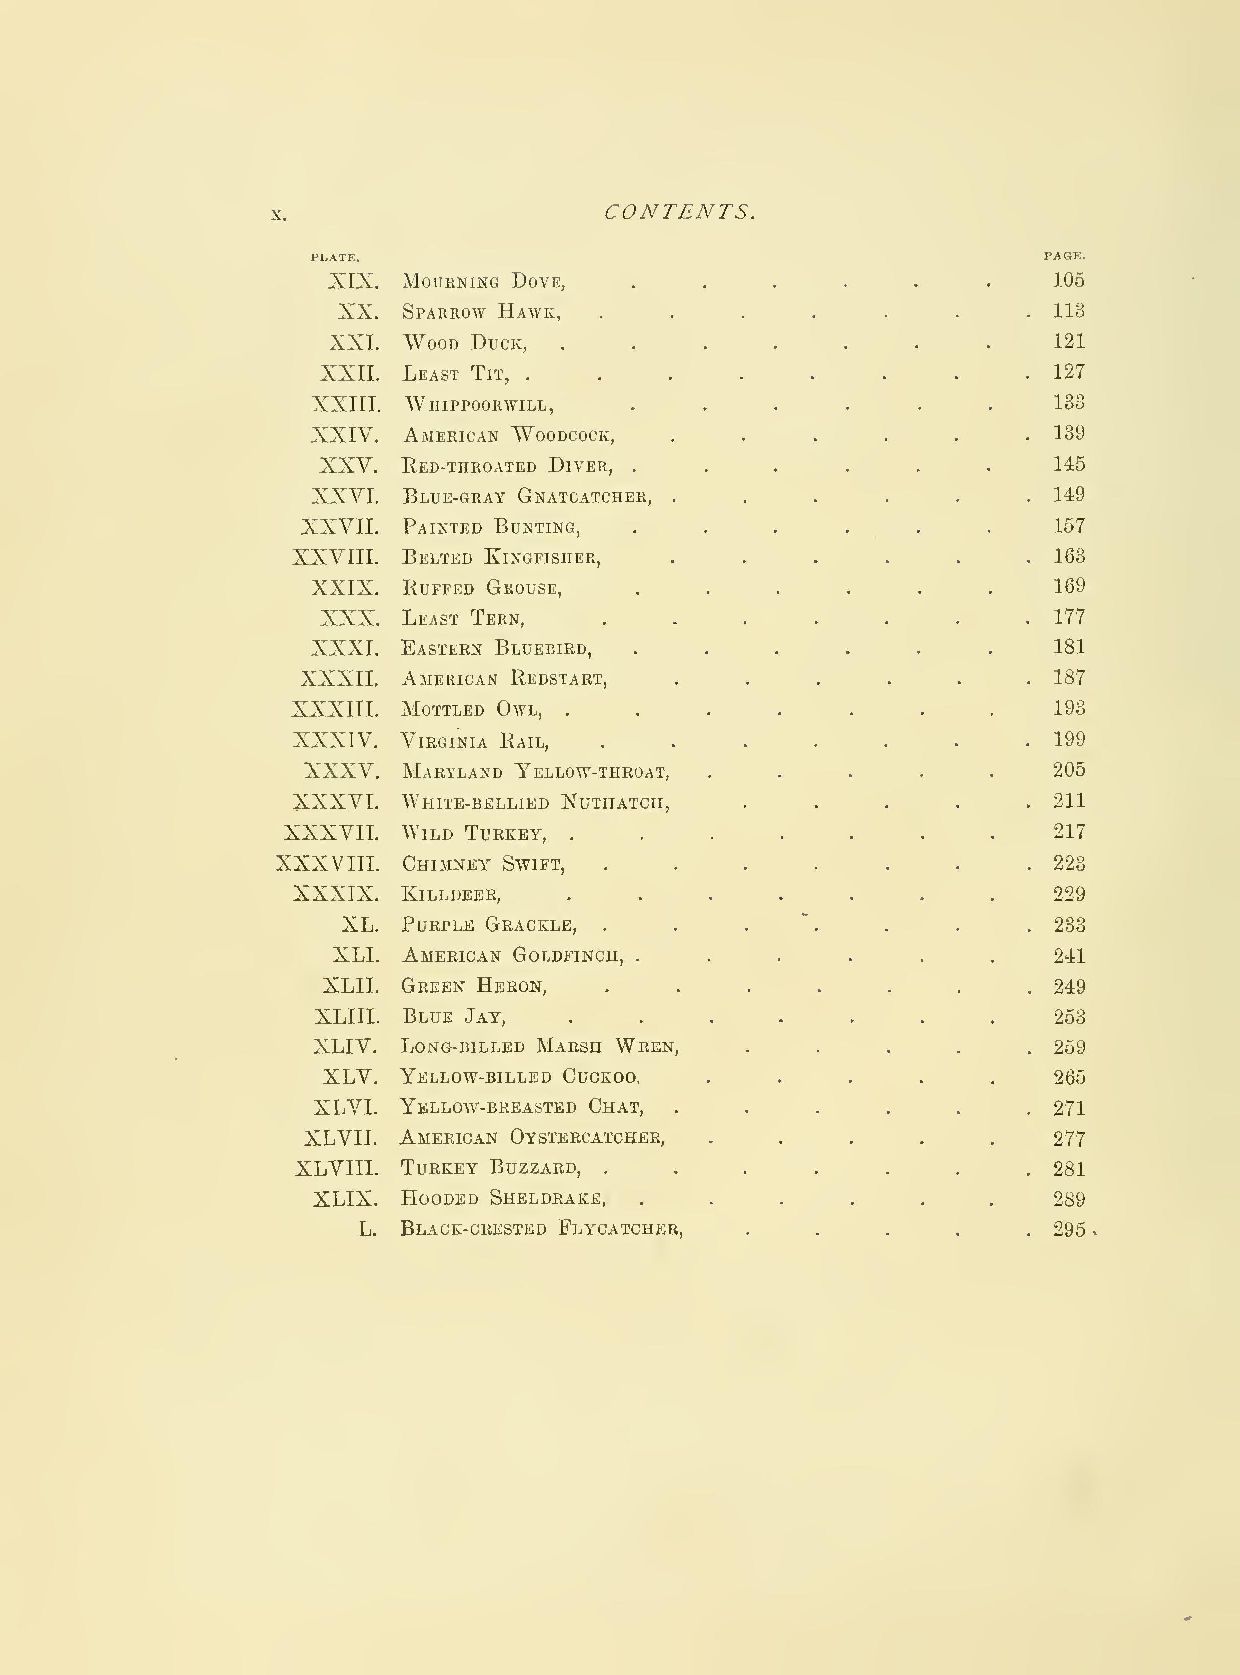 x. CONTENTS.
PLATE. PAGE.
XIX. Mourning Dove, . . . . . . 105
XX. Sparrow Hawk, . . . . . . . 113
XXI. Wood Duck, . . . . . . . 121
XXII. Least Tit, . . . . . . . . 127
XXIII. Whippoorwill, . . . . . . 133
XXIV. American Woodcock, . . . . . . 139
XXV. Red-throated Diver, . . . . . . 145
XXVI. Blue-gray Gnatcatcher, . . . . . . 149
XXVII. Painted Bunting, . . . . . . 157
XXVIII. Belted Kingfisher, . . . . . . 163
XXIX. Ruffed Grouse, . . . . . . 169
XXX. Least Tern, . . . . . . . 177
XXXI. Eastern Bluebird, . . . . . . 181
XXXII. American Redstart, . . . . . . 187
XXXIII. Mottled Owl, . . . . . . . 193
XXXIV. Virginia Rail, . . . . . . . 199
XXXV. Maryland Yellow-throat, . . . . . 205
XXXVI. White-bellied Nuthatch, . . . . . 211
XXXVII. Wild Turkey, . . . . . . . 217
XXXVIII. Chimney Swift, . . . . . . . 223
XXXIX. Killdeer, . . . . . . . 229
XL. Purple Grackle, . . . . . . . 233
XLI. American Goldfinch, . . . . . . 241
XLII. Green Heron, . . . . . . . 249
XLIII. Blue Jay, . . . . . . . 253
XLIV. Long-billed Marsh Wren, . . . . . 259
XLV. Yellow-billed Cuckoo, . . . . . 265
XLVI. Yellow-breasted Chat, . . . . . . 271
XLVII. American Oystercatcher, . . . . . 277
XLVIII. Turkey Buzzard, . . . . . . . 281
XLIX. Hooded Sheldrake, . . . . . . 289
L. Black-crested Flycatcher, . . . . . 295